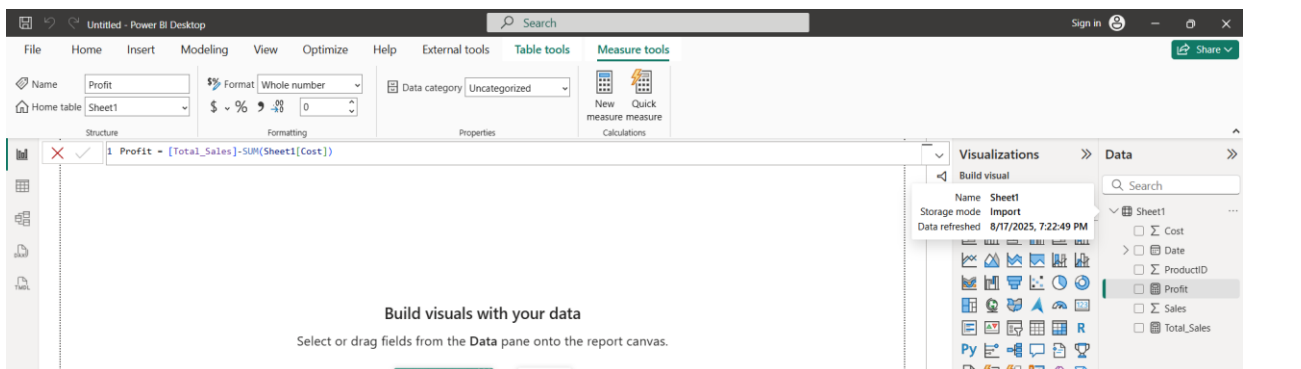 Untitled - Power BI Desktop
Search
Sign in
File Home Insert Modeling View Optimize Help External tools Table tools Measure tools
Share
Name Profit
$% Format Whole number
Data category Uncategorized
Home table Sheet1
$ % 9 .00 0
New measure
Quick measure
Structure
Formatting
Properties
Calculations
1 Profit = [Total_Sales]-SUM(Sheet1[Cost])
Visualizations
Build visual
Data
Search
Name Sheet1
Storage mode Import
Data refreshed 8/17/2025, 7:22:49 PM
Sheet1
Σ Cost
Date
Σ ProductID
Profit
Σ Sales
Total_Sales
R
Py
TMDL
Build visuals with your data
Select or drag fields from the Data pane onto the report canvas.